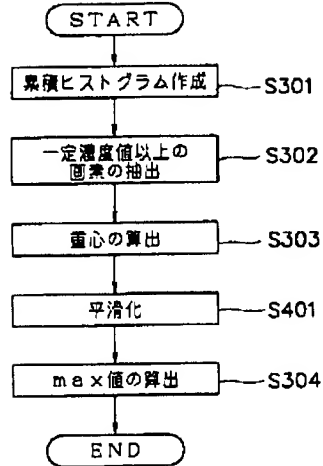 START
累積ヒストグラム作成
S301
一定濃度値以上の
画素の抽出
S302
重心の算出
S303
平滑化
S401
max値の算出
S304
END